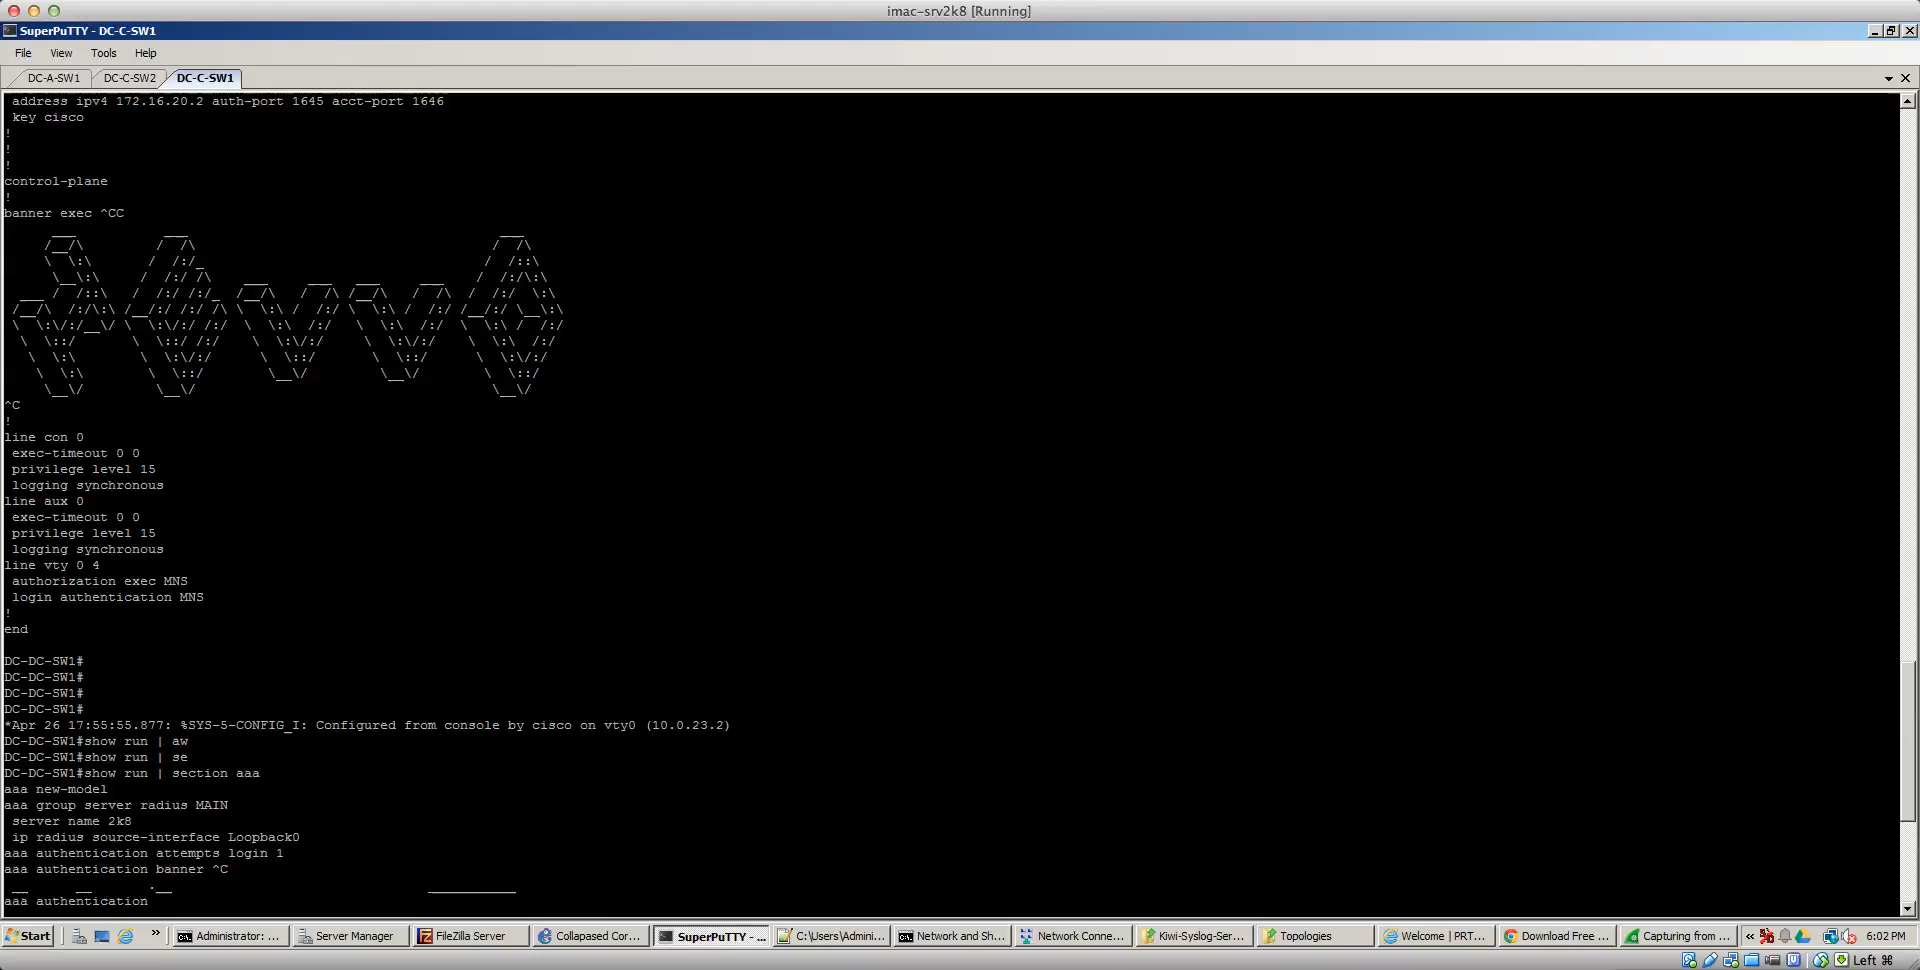 imac-srv2k8 [Running]
SuperPuTTY - DC-C-SW1
File View Tools Help
DC-A-SW1 DC-C-SW2 DC-C-SW1
address ipv4 172.16.20.2 auth-port 1645 acct-port 1646
key cisco
!
!
!
control-plane
!
banner exec ^CC
^C
!
line con 0
exec-timeout 0 0
privilege level 15
logging synchronous
line aux 0
exec-timeout 0 0
privilege level 15
logging synchronous
line vty 0 4
authorization exec MNS
login authentication MNS
!
end
DC-DC-SW1#
DC-DC-SW1#
DC-DC-SW1#
DC-DC-SW1#
*Apr 26 17:55:55.877: %SYS-5-CONFIG_I: Configured from console by cisco on vty0 (10.0.23.2)
DC-DC-SW1#show run | aw
DC-DC-SW1#show run | se
DC-DC-SW1#show run | section aaa
aaa new-model
aaa group server radius MAIN
server name 2k8
ip radius source-interface Loopback0
aaa authentication attempts login 1
aaa authentication banner ^C
aaa authentication
Start » Administrator: ... Server Manager FileZilla Server Collapased Cor... SuperPuTTY - ... C:\Users\Admini... Network and Sh... Network Conne... Kiwi-Syslog-Ser... Topologies Welcome | PRT... Download Free ... Capturing from ... « 6:02 PM
Left ⌘